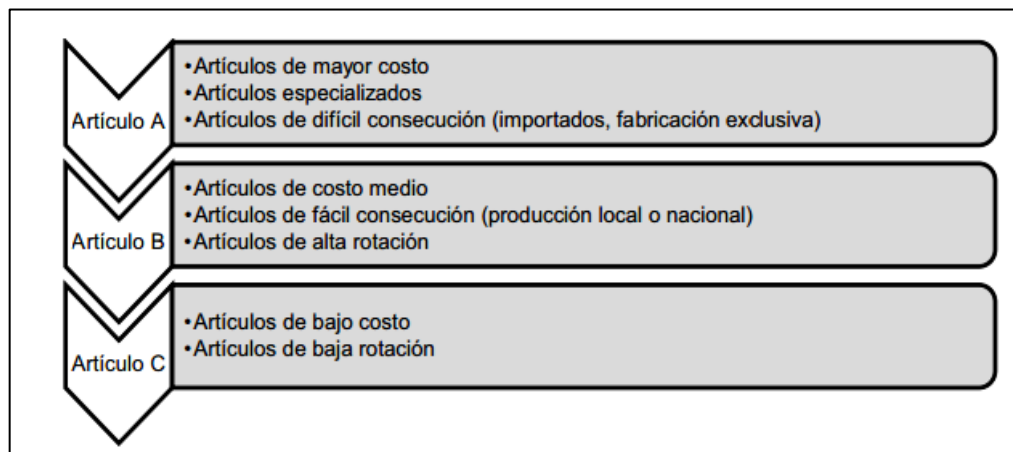 Artículo A
•Artículos de mayor costo
•Artículos especializados
•Artículos de difícil consecución (importados, fabricación exclusiva)
Artículo B
•Artículos de costo medio
•Artículos de fácil consecución (producción local o nacional)
•Artículos de alta rotación
Artículo C
•Artículos de bajo costo
•Artículos de baja rotación